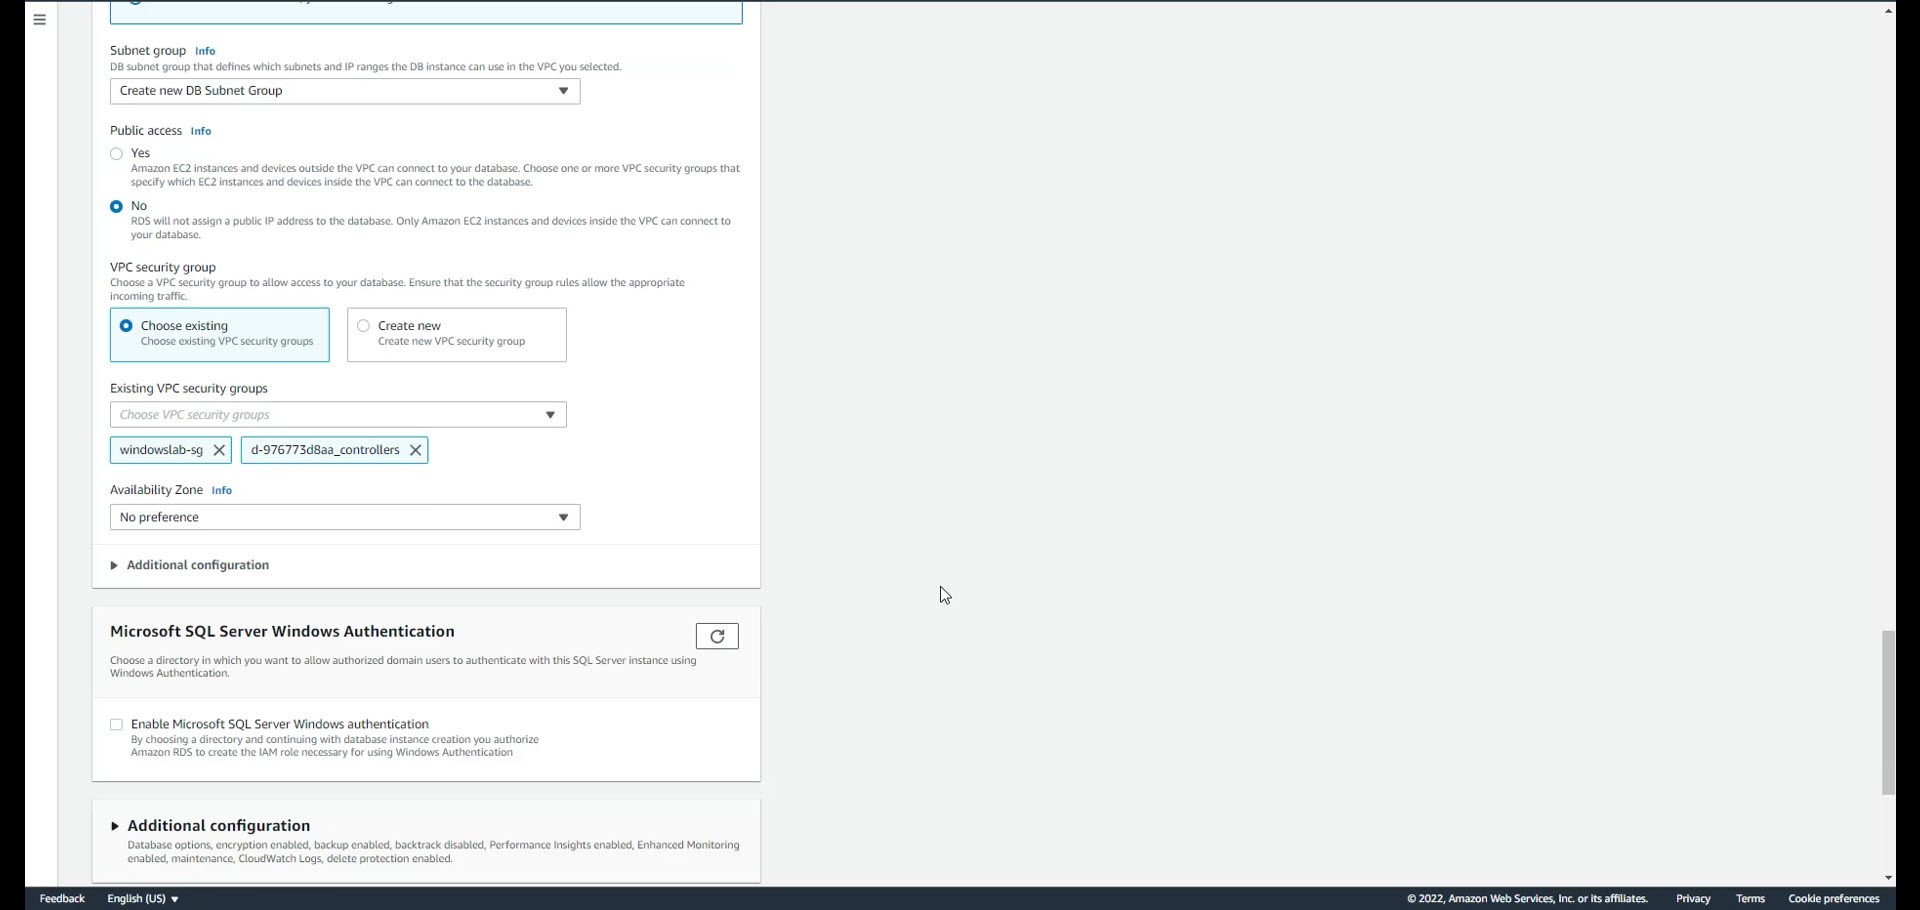 Subnet group Info
DB subnet group that defines which subnets and IP ranges the DB instance can use in the VPC you selected.
Create new DB Subnet Group
Public access Info
Yes
Amazon EC2 instances and devices outside the VPC can connect to your database. Choose one or more VPC security groups that
specify which EC2 instances and devices inside the VPC can connect to the database.
No
RDS will not assign a public IP address to the database. Only Amazon EC2 instances and devices inside the VPC can connect to
your database.
VPC security group
Choose a VPC security group to allow access to your database. Ensure that the security group rules allow the appropriate
incoming traffic.
Choose existing
Choose existing VPC security groups
Create new
Create new VPC security group
Existing VPC security groups
Choose VPC security groups
windowslab-sg
d-976773d8aa_controllers
Availability Zone Info
No preference
Additional configuration
Microsoft SQL Server Windows Authentication
Choose a directory in which you want to allow authorized domain users to authenticate with this SQL Server instance using
Windows Authentication.
Enable Microsoft SQL Server Windows authentication
By choosing a directory and continuing with database instance creation you authorize
Amazon RDS to create the IAM role necessary for using Windows Authentication
Additional configuration
Database options, encryption enabled, backup enabled, backtrack disabled, Performance Insights enabled, Enhanced Monitoring
enabled, maintenance, CloudWatch Logs, delete protection enabled.
Feedback English (US) © 2022, Amazon Web Services, Inc. or its affiliates. Privacy Terms Cookie preferences